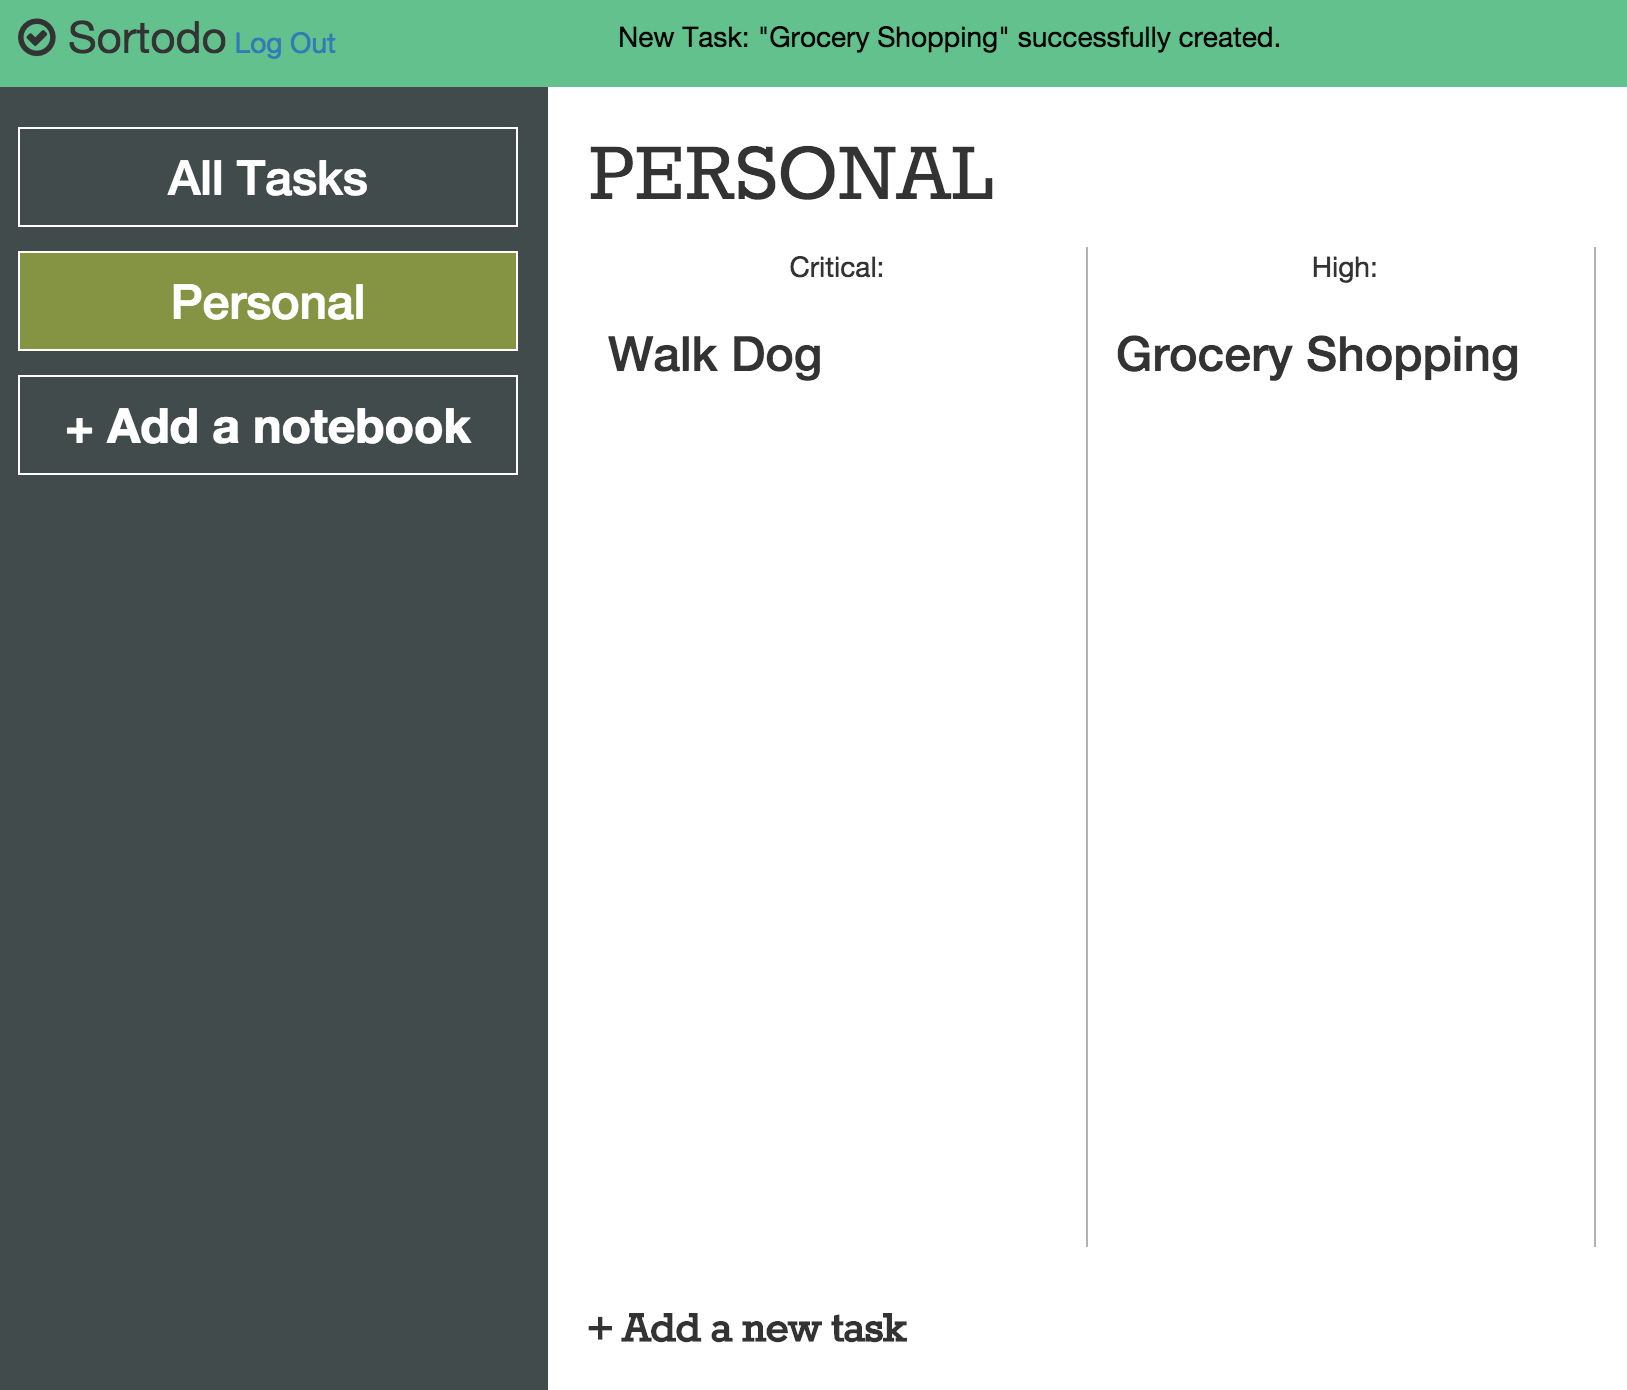 Sortodo Log Out
New Task: "Grocery Shopping" successfully created.
All Tasks
Personal
+ Add a notebook
PERSONAL
Critical:
Walk Dog
High:
Grocery Shopping
+ Add a new task